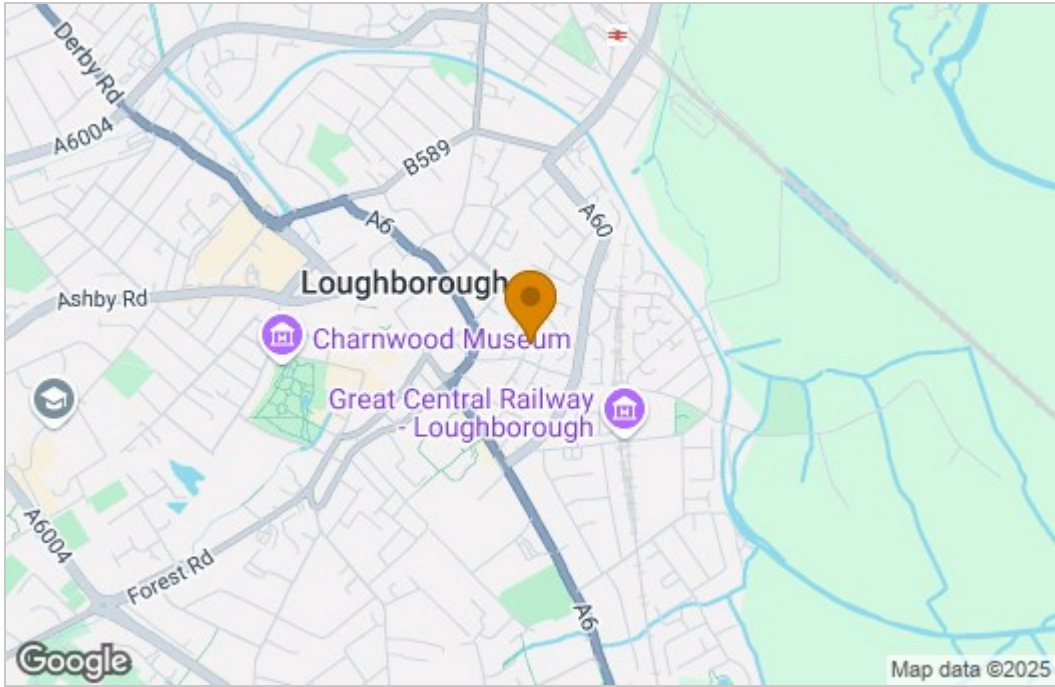 Derby Rd
A6004
B589
A60
A6
Loughborough
Ashby Rd
Charnwood Museum
Great Central Railway
- Loughborough
A6004
Forest Rd
A6
Google
Map data ©2025